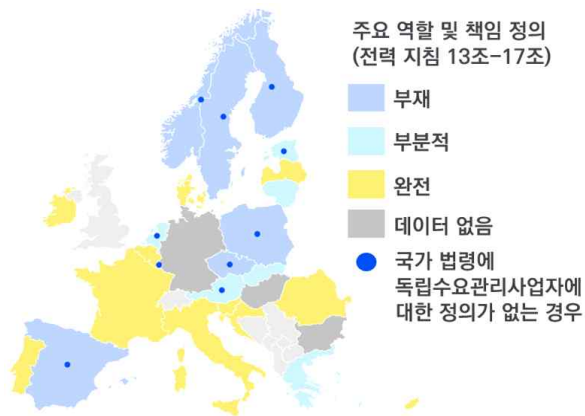 주요 역할 및 책임 정의
(전력 지침 13조-17조)
부재
부분적
완전
데이터 없음
국가 법령에
독립수요관리사업자에
대한 정의가 없는 경우